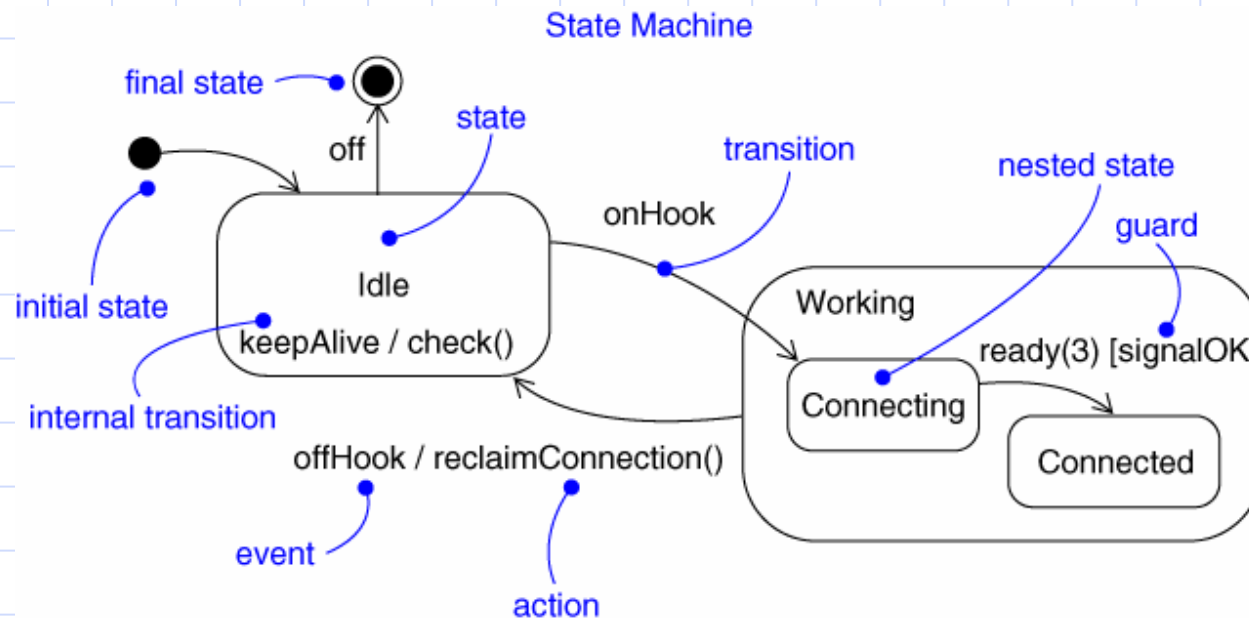 State Machine
final state
state
off
transition
nested state
onHook
guard
Idle
initial state
Working
keepAlive / check()
ready(3) [signalOK
internal transition
Connecting
offHook / reclaimConnection()
Connected
event
action